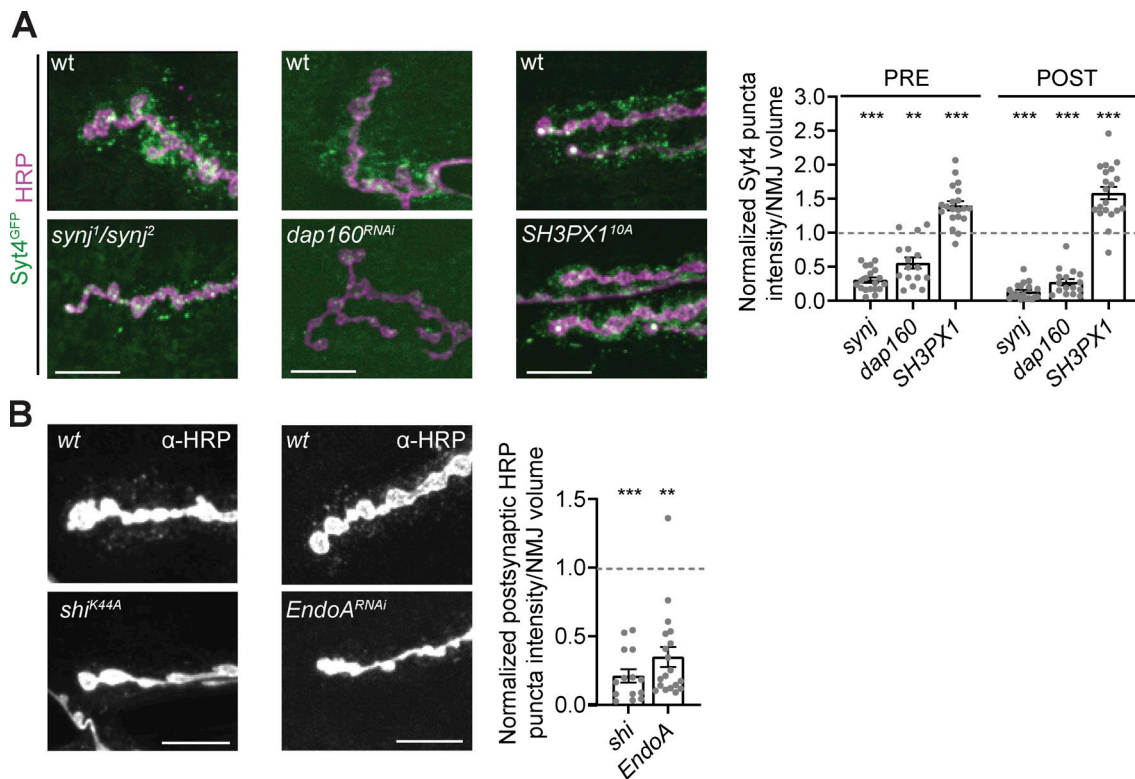 A
Syt4GFP HRP
wt
wt
wt
synj1/synj2
dap160RNAi
SH3PX110A
PRE
POST
Normalized Syt4 puncta
intensity/NMJ volume
3.0
2.5
2.0
1.5
1.0
0.5
0.0
***
**
***
***
***
***
synj
dap160
SH3PX1
synj
dap160
SH3PX1
B
wt
α-HRP
wt
α-HRP
shiK44A
EndoARNAi
Normalized postsynaptic HRP
puncta intensity/NMJ volume
1.5
1.0
0.5
0.0
***
**
shi
EndoA